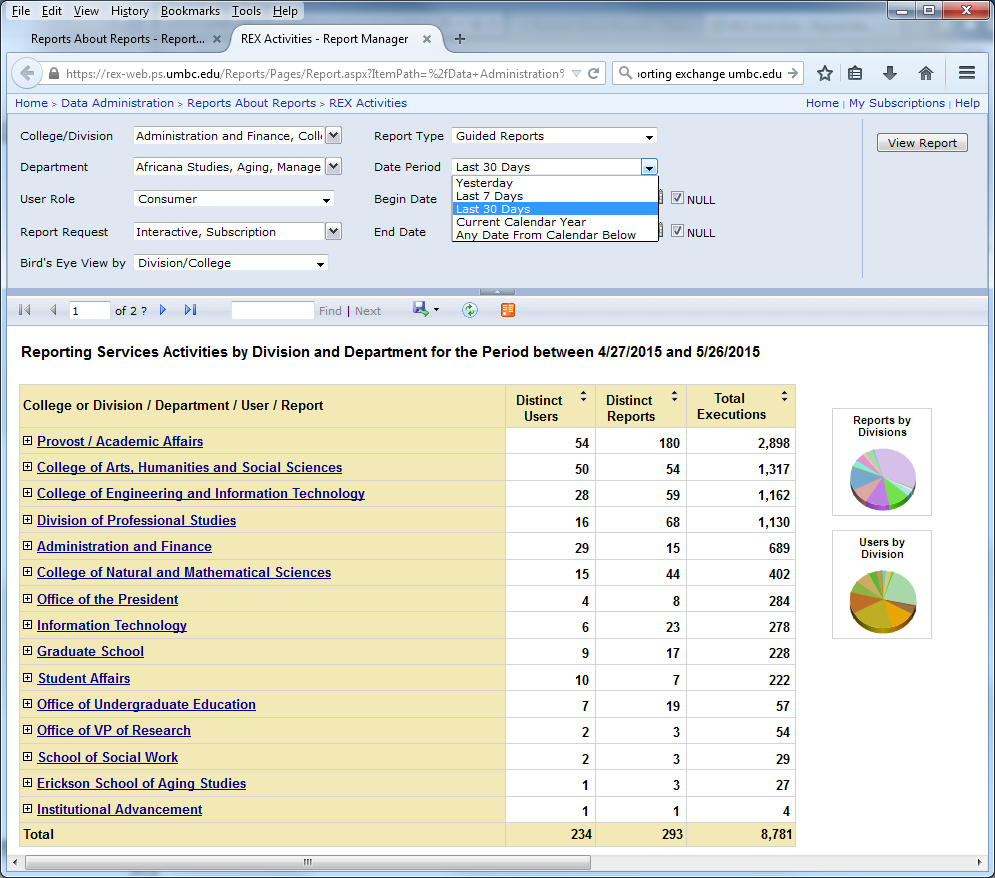 File Edit View History Bookmarks Tools Help
Reports About Reports - Report... × REX Activities - Report Manager × +
https://rex-web.ps.umbc.edu/Reports/Pages/Report.aspx?ItemPath=%2fData+Administration% orting exchange umbc.edu
Home > Data Administration > Reports About Reports > REX Activities Home | My Subscriptions | Help
College/Division Administration and Finance, Coll Report Type Guided Reports View Report
Department Africana Studies, Aging, Manage Date Period Last 30 Days
Yesterday
Last 7 Days
User Role Consumer Begin Date NULL
Last 30 Days
Current Calendar Year
Report Request Interactive, Subscription End Date NULL
Any Date From Calendar Below
Bird's Eye View by Division/College
1 of 2 ? Find | Next
Reporting Services Activities by Division and Department for the Period between 4/27/2015 and 5/26/2015
College or Division / Department / User / Report Distinct Users Distinct Reports Total Executions
Provost / Academic Affairs 54 180 2,898
College of Arts, Humanities and Social Sciences 50 54 1,317
College of Engineering and Information Technology 28 59 1,162
Division of Professional Studies 16 68 1,130
Administration and Finance 29 15 689
College of Natural and Mathematical Sciences 15 44 402
Office of the President 4 8 284
Information Technology 6 23 278
Graduate School 9 17 228
Student Affairs 10 7 222
Office of Undergraduate Education 7 19 57
Office of VP of Research 2 3 54
School of Social Work 2 3 29
Erickson School of Aging Studies 1 3 27
Institutional Advancement 1 1 4
Total 234 293 8,781
Reports by
Divisions
Users by
Division